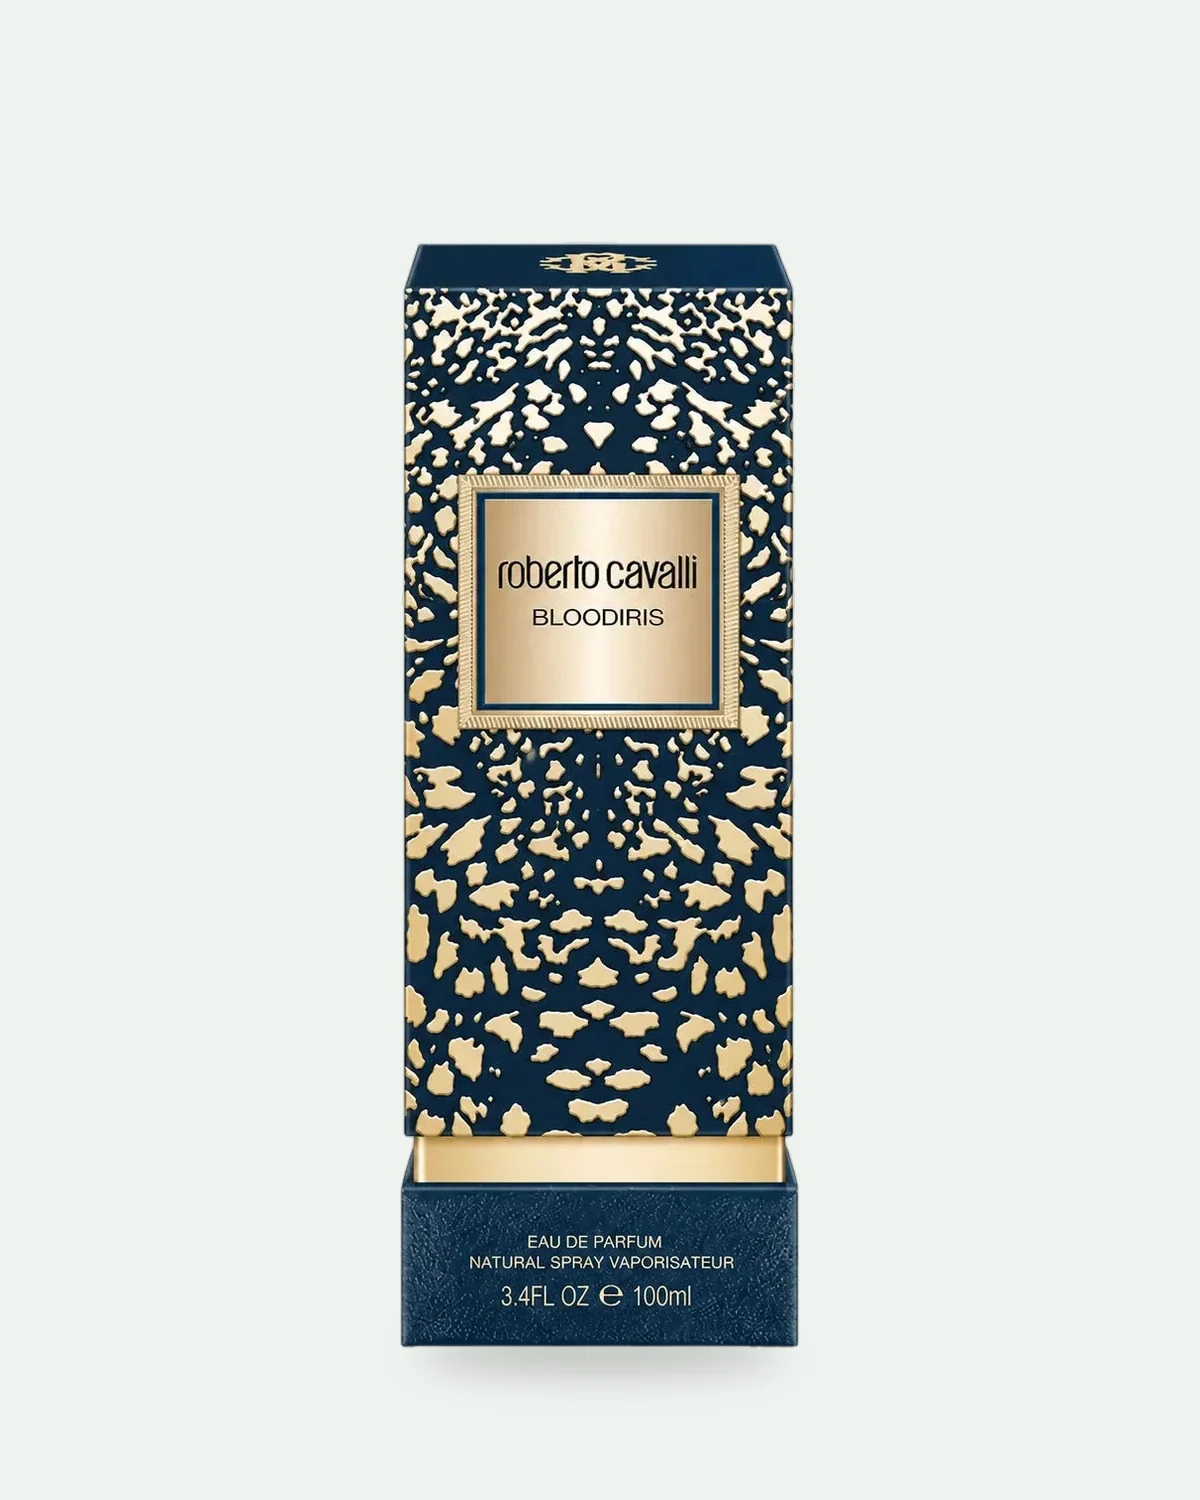 roberto cavalli
BLOODIRIS
EAU DE PARFUM
NATURAL SPRAY VAPORISATEUR
3.4FL OZ ℮ 100ml